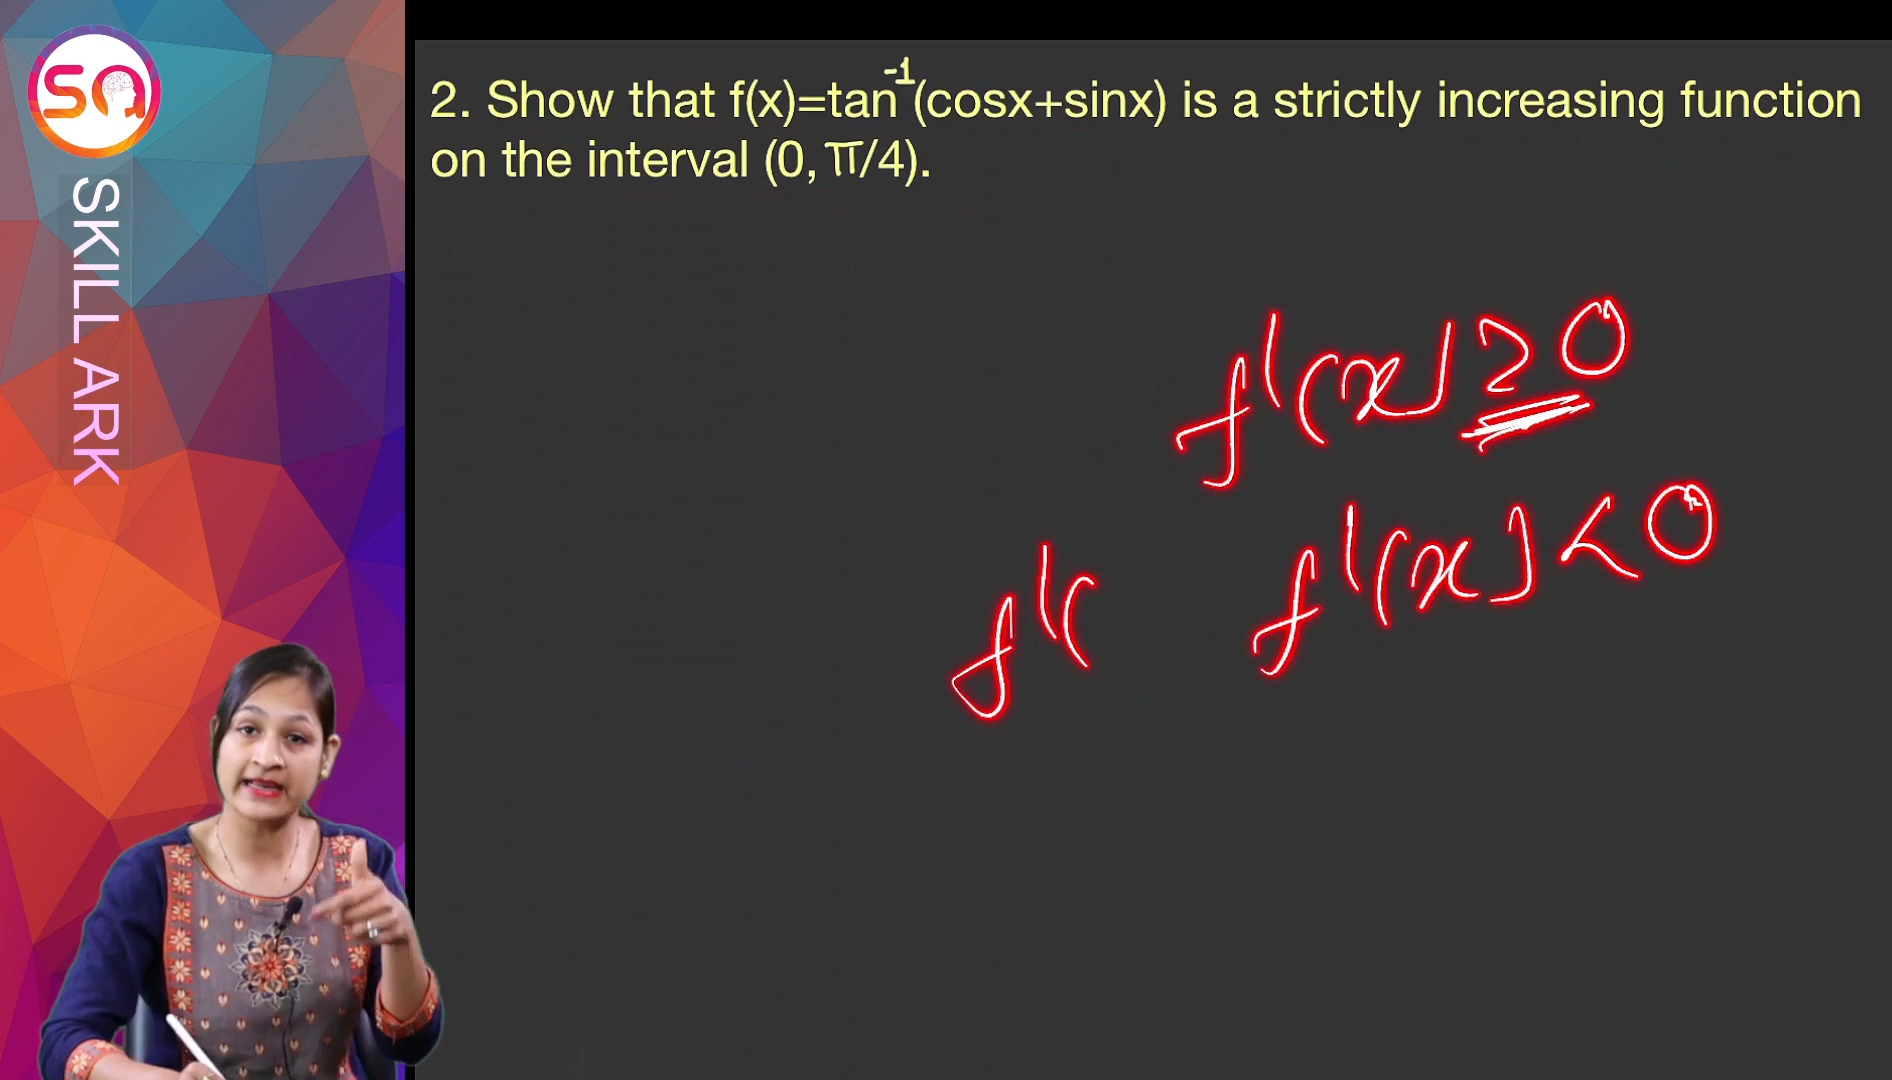 SA
SKILL ARK
2. Show that f(x)=tan⁻¹(cosx+sinx) is a strictly increasing function
on the interval (0,π/4).
f'(x) ≥ 0
f'(x) < 0
f'(